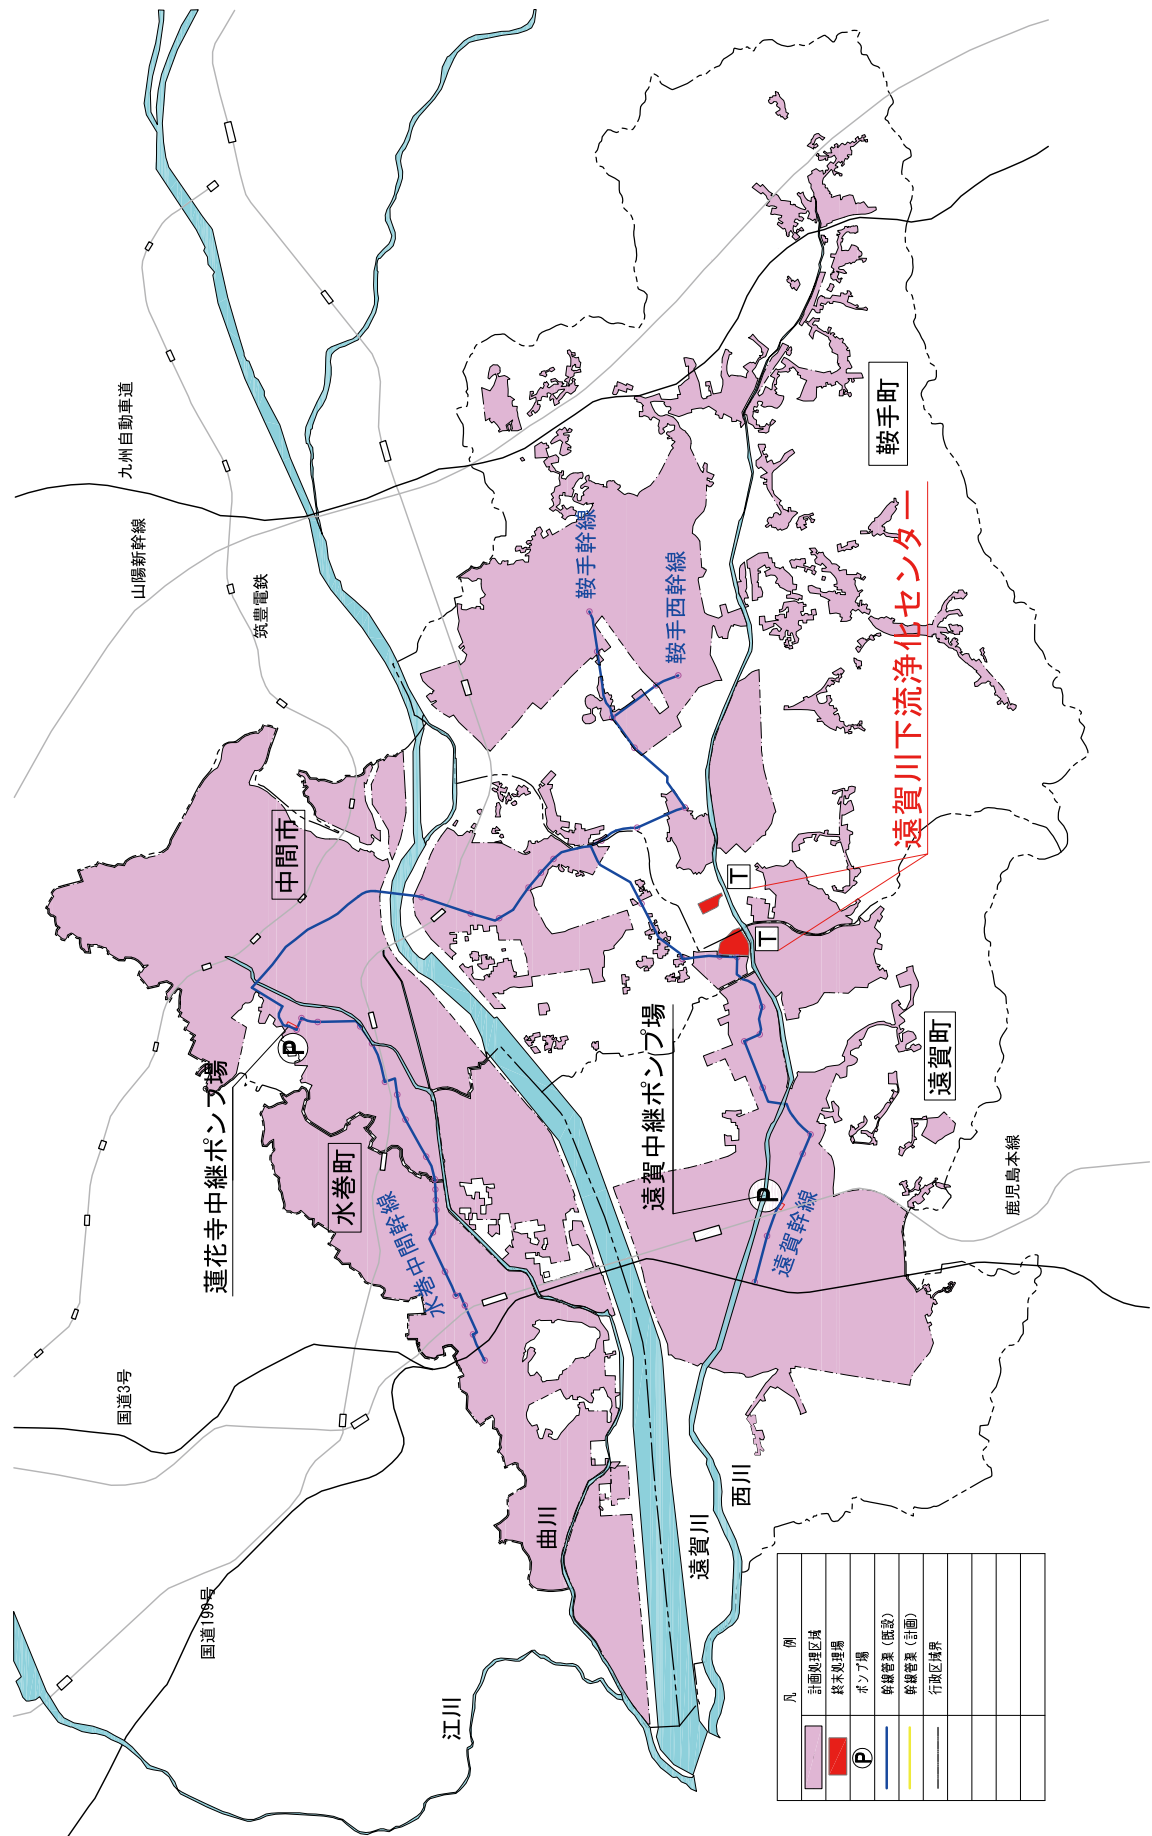 九州自動車道
山陽新幹線
筑豊電鉄
鞍手町
鞍手幹線
鞍手西幹線
遠賀川下流浄化センター
中間市
T
T
P
蓮花寺中継ポンプ場
水巻町
水巻中間幹線
遠賀中継ポンプ場
P
遠賀幹線
遠賀町
鹿児島本線
国道3号
国道199号
曲川
遠賀川
西川
江川
凡 例
計画処理区域
終末処理場
P ポンプ場
幹線管渠（既設）
幹線管渠（計画）
行政区域界